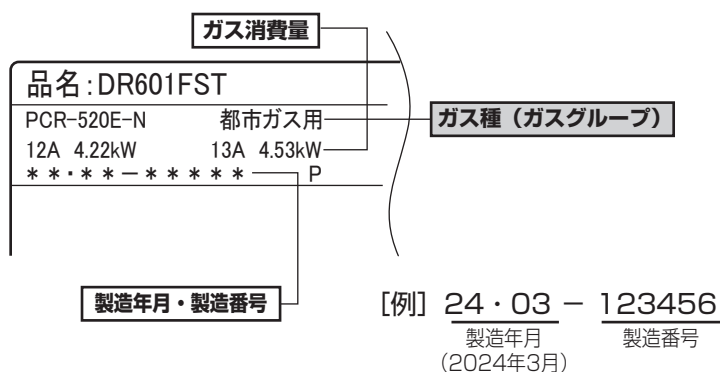 ガス消費量
品名:DR601FST
PCR-520E-N 都市ガス用
ガス種（ガスグループ）
12A 4.22kW 13A 4.53kW
**・**-***** P
製造年月・製造番号
［例］ 24・03 － 123456
製造年月 製造番号
（2024年3月）